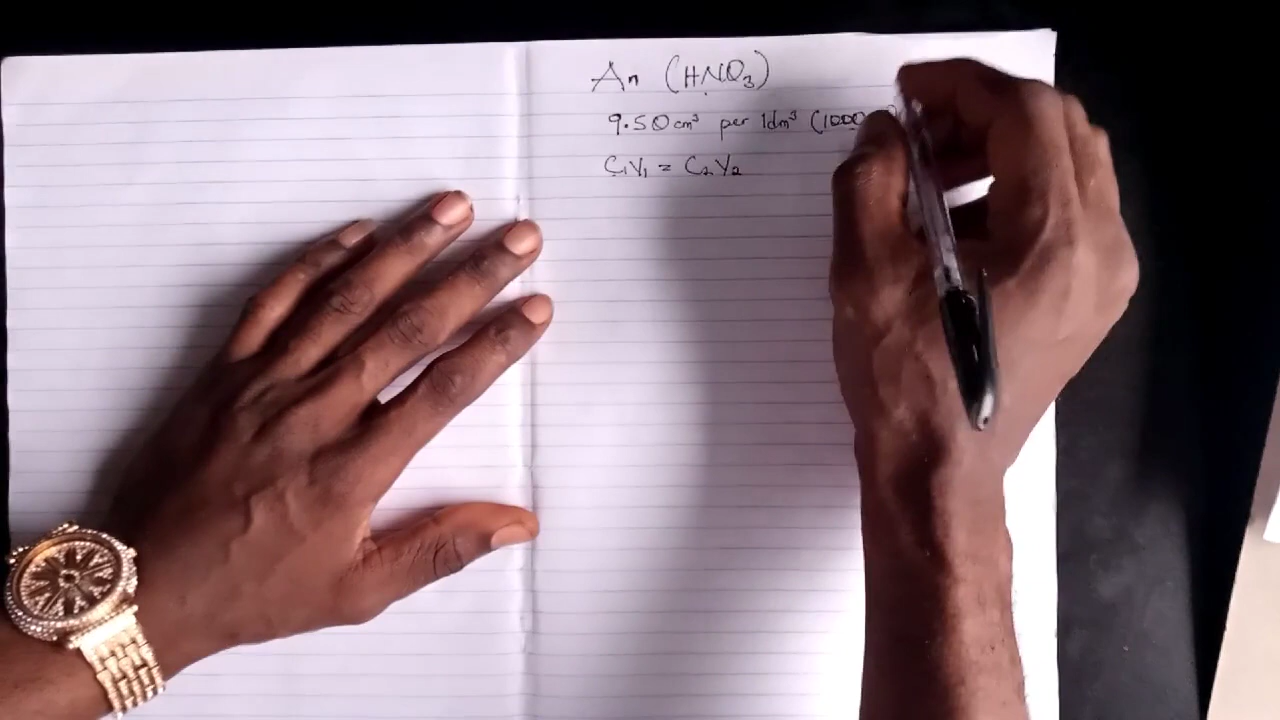 An (HNO₃)
9.50cm³ per 1dm³ (1000
C₁V₁ = C₂V₂